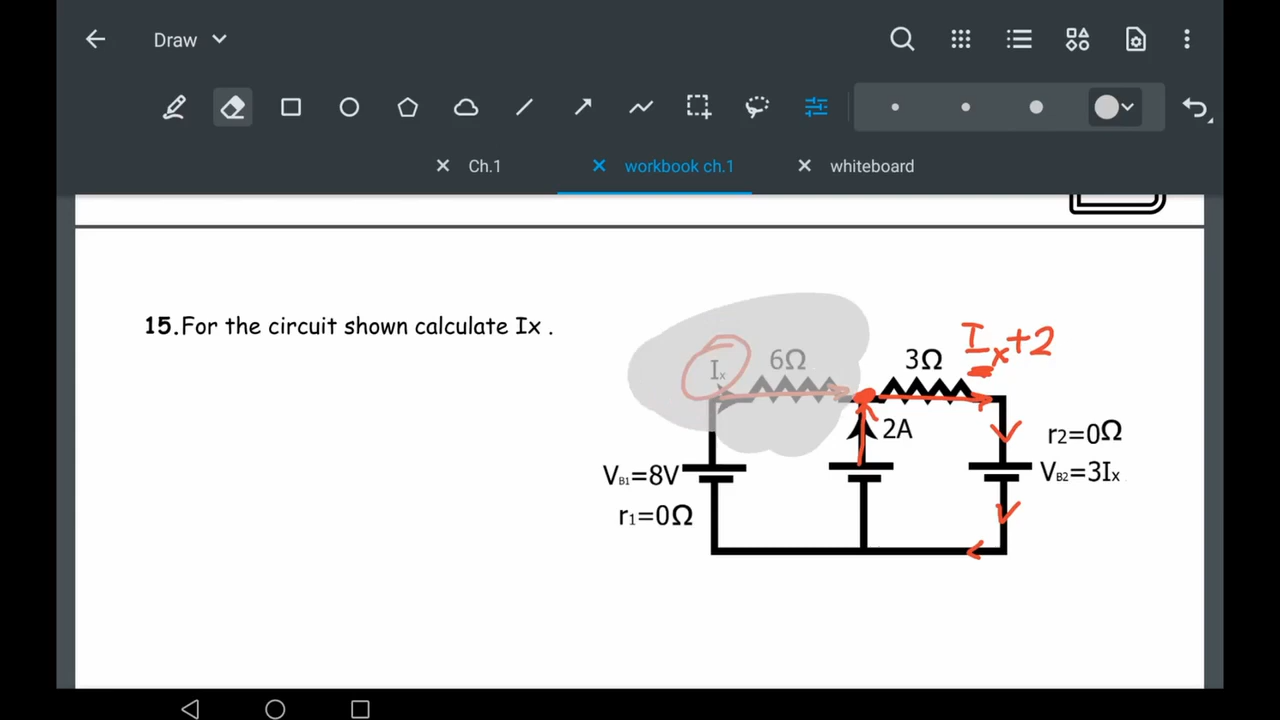 Draw
Ch.1
workbook ch.1
whiteboard
15.For the circuit shown calculate Ix .
Ix
6Ω
3Ω
Ix+2
2A
VB1=8V
r1=0Ω
r2=0Ω
VB2=3Ix